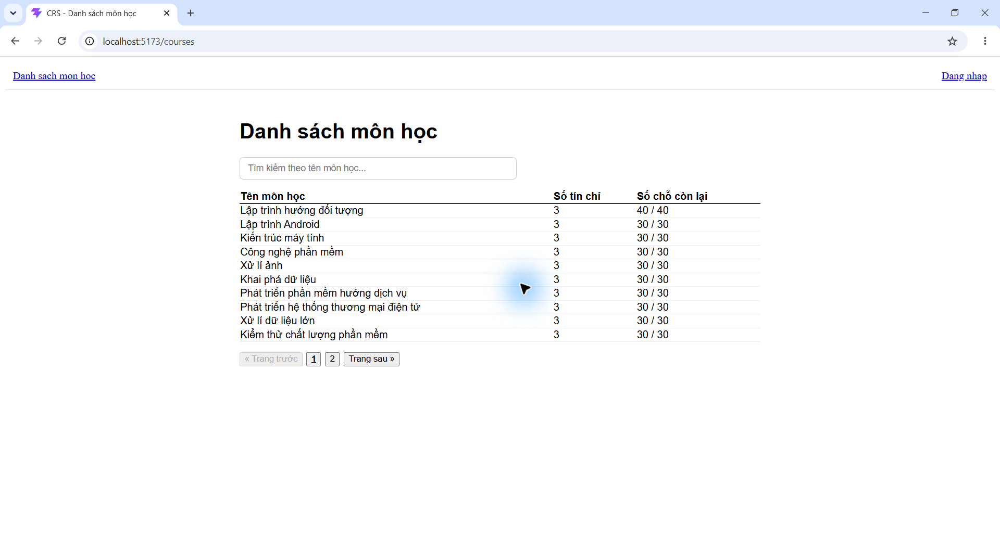 CRS - Danh sách môn học
localhost:5173/courses
Danh sach mon hoc
Dang nhap
Danh sách môn học
Tìm kiếm theo tên môn học...
Tên môn học Số tín chỉ Số chỗ còn lại
Lập trình hướng đối tượng 3 40 / 40
Lập trình Android 3 30 / 30
Kiến trúc máy tính 3 30 / 30
Công nghệ phần mềm 3 30 / 30
Xử lí ảnh 3 30 / 30
Khai phá dữ liệu 3 30 / 30
Phát triển phần mềm hướng dịch vụ 3 30 / 30
Phát triển hệ thống thương mại điện tử 3 30 / 30
Xử lí dữ liệu lớn 3 30 / 30
Kiểm thử chất lượng phần mềm 3 30 / 30
« Trang trước 1 2 Trang sau »